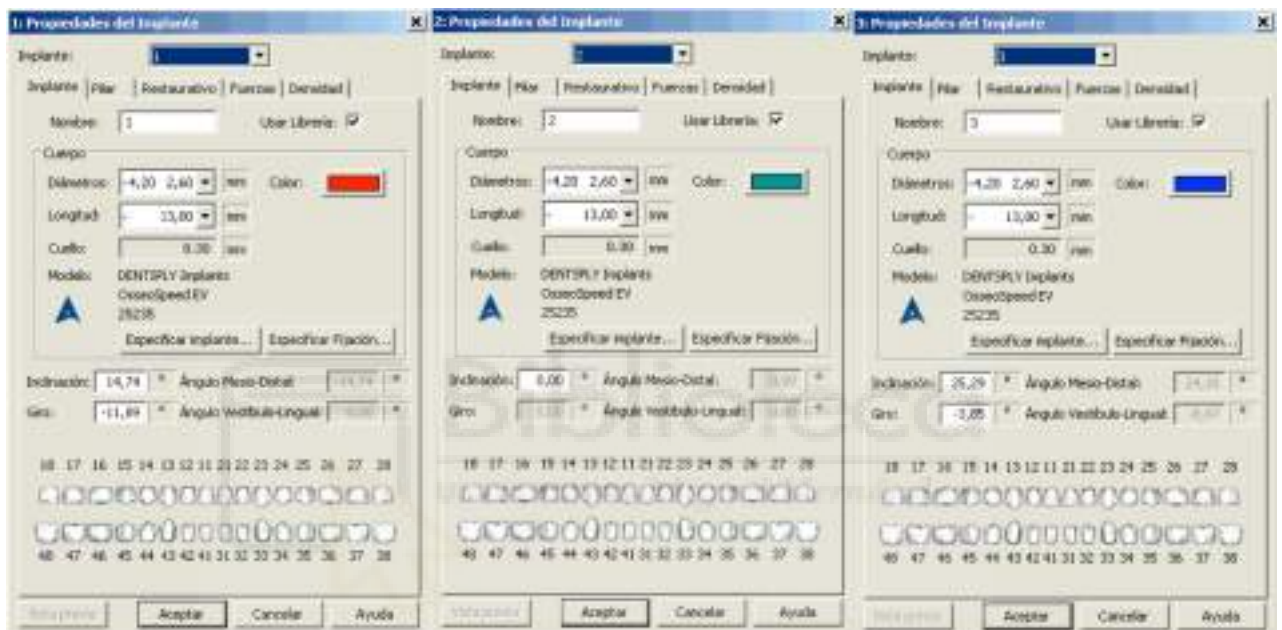 1: Propiedades del Implante
Implante: 1
Implante Pilar Restaurativo Fuerzas Densidad
Nombre: 1 Usar Librería:
Cuerpo
Diámetros: -4,20 2,60 mm Color:
Longitud: - 13,00 mm
Cuello: 0.30 mm
Modelo: DENTSPLY Implants
OsseoSpeed EV
25235
Especificar implante... Especificar Fijación...
Inclinación: 14,74 ° Ángulo Mesio-Distal: °
Giro: ° Ángulo Vestíbulo-Lingual: °
18 17 16 15 14 13 12 11 21 22 23 24 25 26 27 28
48 47 46 45 44 43 42 41 31 32 33 34 35 36 37 38
Vista previa Aceptar Cancelar Ayuda
2: Propiedades del Implante
Implante: 2
Implante Pilar Restaurativo Fuerzas Densidad
Nombre: 2 Usar Librería:
Cuerpo
Diámetros: -4,20 2,60 mm Color:
Longitud: - 13,00 mm
Cuello: 0.30 mm
Modelo: DENTSPLY Implants
OsseoSpeed EV
25235
Especificar implante... Especificar Fijación...
Inclinación: 0,00 ° Ángulo Mesio-Distal: °
Giro: ° Ángulo Vestíbulo-Lingual: °
18 17 16 15 14 13 12 11 21 22 23 24 25 26 27 28
48 47 46 45 44 43 42 41 31 32 33 34 35 36 37 38
Vista previa Aceptar Cancelar Ayuda
3: Propiedades del Implante
Implante: 3
Implante Pilar Restaurativo Fuerzas Densidad
Nombre: 3 Usar Librería:
Cuerpo
Diámetros: -4,20 2,60 mm Color:
Longitud: - 13,00 mm
Cuello: 0.30 mm
Modelo: DENTSPLY Implants
OsseoSpeed EV
25235
Especificar implante... Especificar Fijación...
Inclinación: 25,29 ° Ángulo Mesio-Distal: °
Giro: -3,85 ° Ángulo Vestíbulo-Lingual: °
18 17 16 15 14 13 12 11 21 22 23 24 25 26 27 28
48 47 46 45 44 43 42 41 31 32 33 34 35 36 37 38
Vista previa Aceptar Cancelar Ayuda
Biblioteca